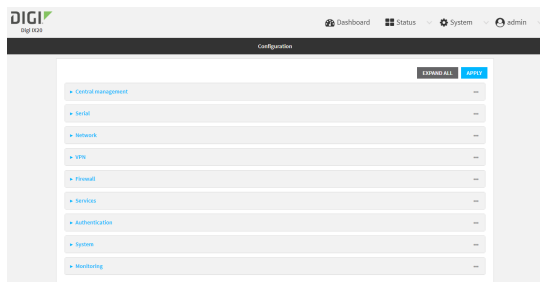 DIGI
Digi IX20
Dashboard Status System admin
Configuration
EXPAND ALL APPLY
Central management
Serial
Network
VPN
Firewall
Services
Authentication
System
Monitoring